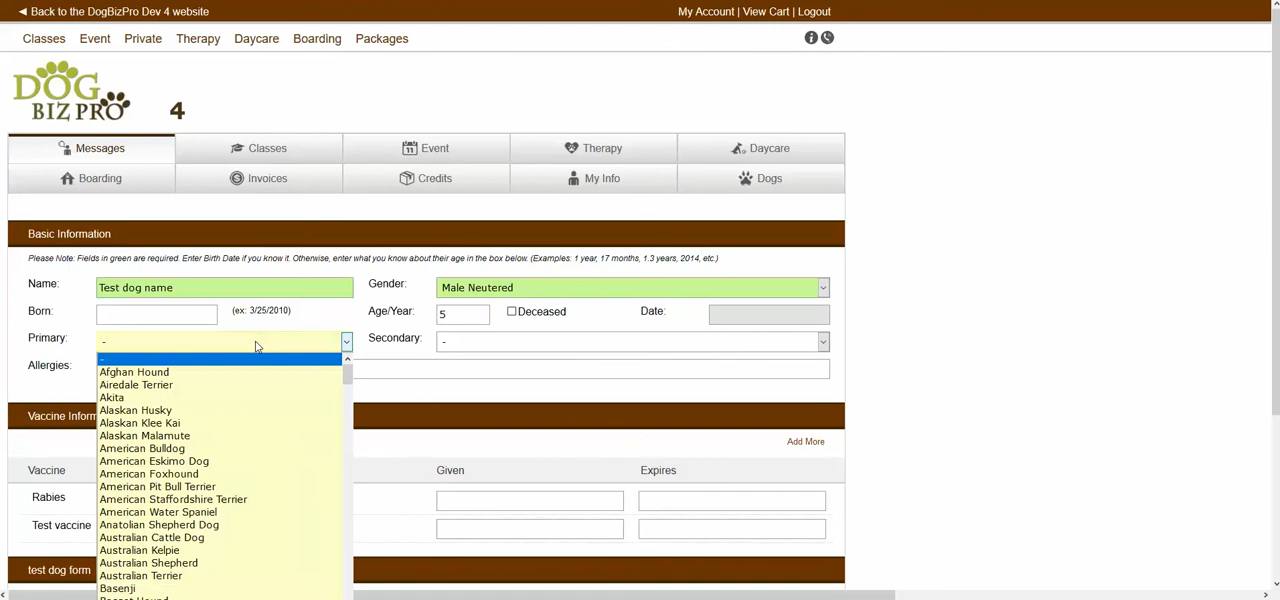 ◄ Back to the DogBizPro Dev 4 website
My Account | View Cart | Logout
Classes Event Private Therapy Daycare Boarding Packages
DOG
BIZ PRO 4
Messages Classes Event Therapy Daycare
Boarding Invoices Credits My Info Dogs
Basic Information
Please Note: Fields in green are required. Enter Birth Date if you know it. Otherwise, enter what you know about their age in the box below. (Examples: 1 year, 17 months, 1.3 years, 2014, etc.)
Name: Test dog name Gender: Male Neutered
Born: (ex: 3/25/2010) Age/Year: 5 Deceased Date:
Primary: - Secondary: -
Allergies:
-
Afghan Hound
Airedale Terrier
Akita
Alaskan Husky
Alaskan Klee Kai
Alaskan Malamute
American Bulldog
American Eskimo Dog
American Foxhound
American Pit Bull Terrier
American Staffordshire Terrier
American Water Spaniel
Anatolian Shepherd Dog
Australian Cattle Dog
Australian Kelpie
Australian Shepherd
Australian Terrier
Basenji
Basset Hound
Vaccine Inform
Add More
Vaccine Given Expires
Rabies
Test vaccine
test dog form